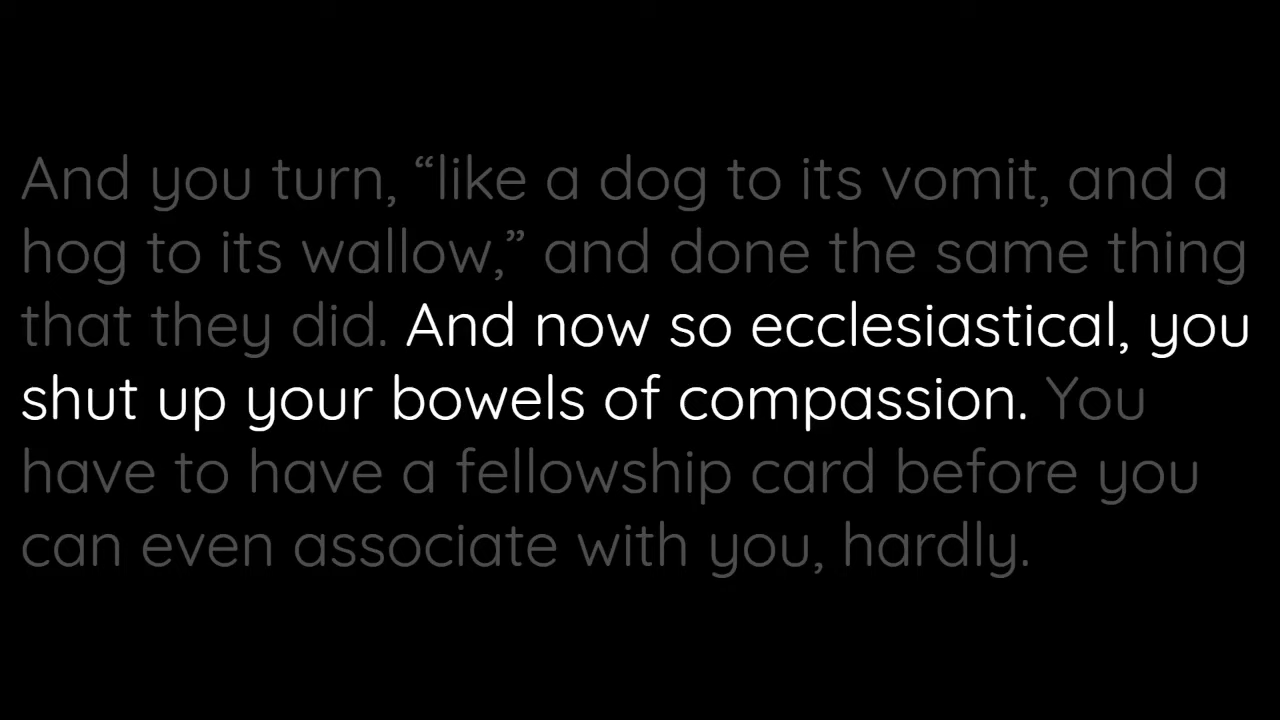 And you turn, “like a dog to its vomit, and a
hog to its wallow,” and done the same thing
that they did. And now so ecclesiastical, you
shut up your bowels of compassion. You
have to have a fellowship card before you
can even associate with you, hardly.